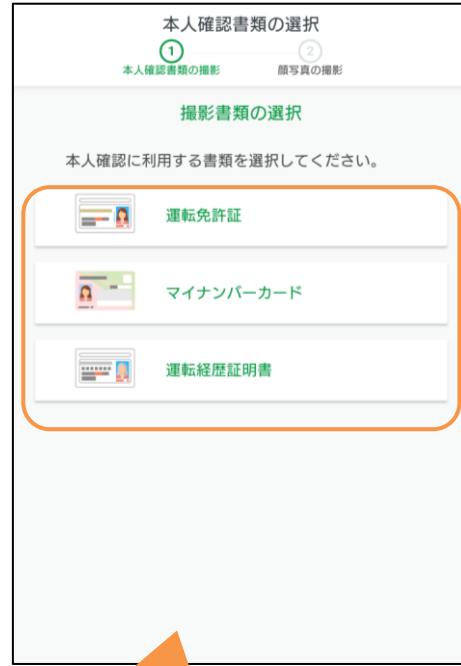 本人確認書類の選択
1
2
本人確認書類の撮影
顔写真の撮影
撮影書類の選択
本人確認に利用する書類を選択してください。
運転免許証
マイナンバーカード
運転経歴証明書